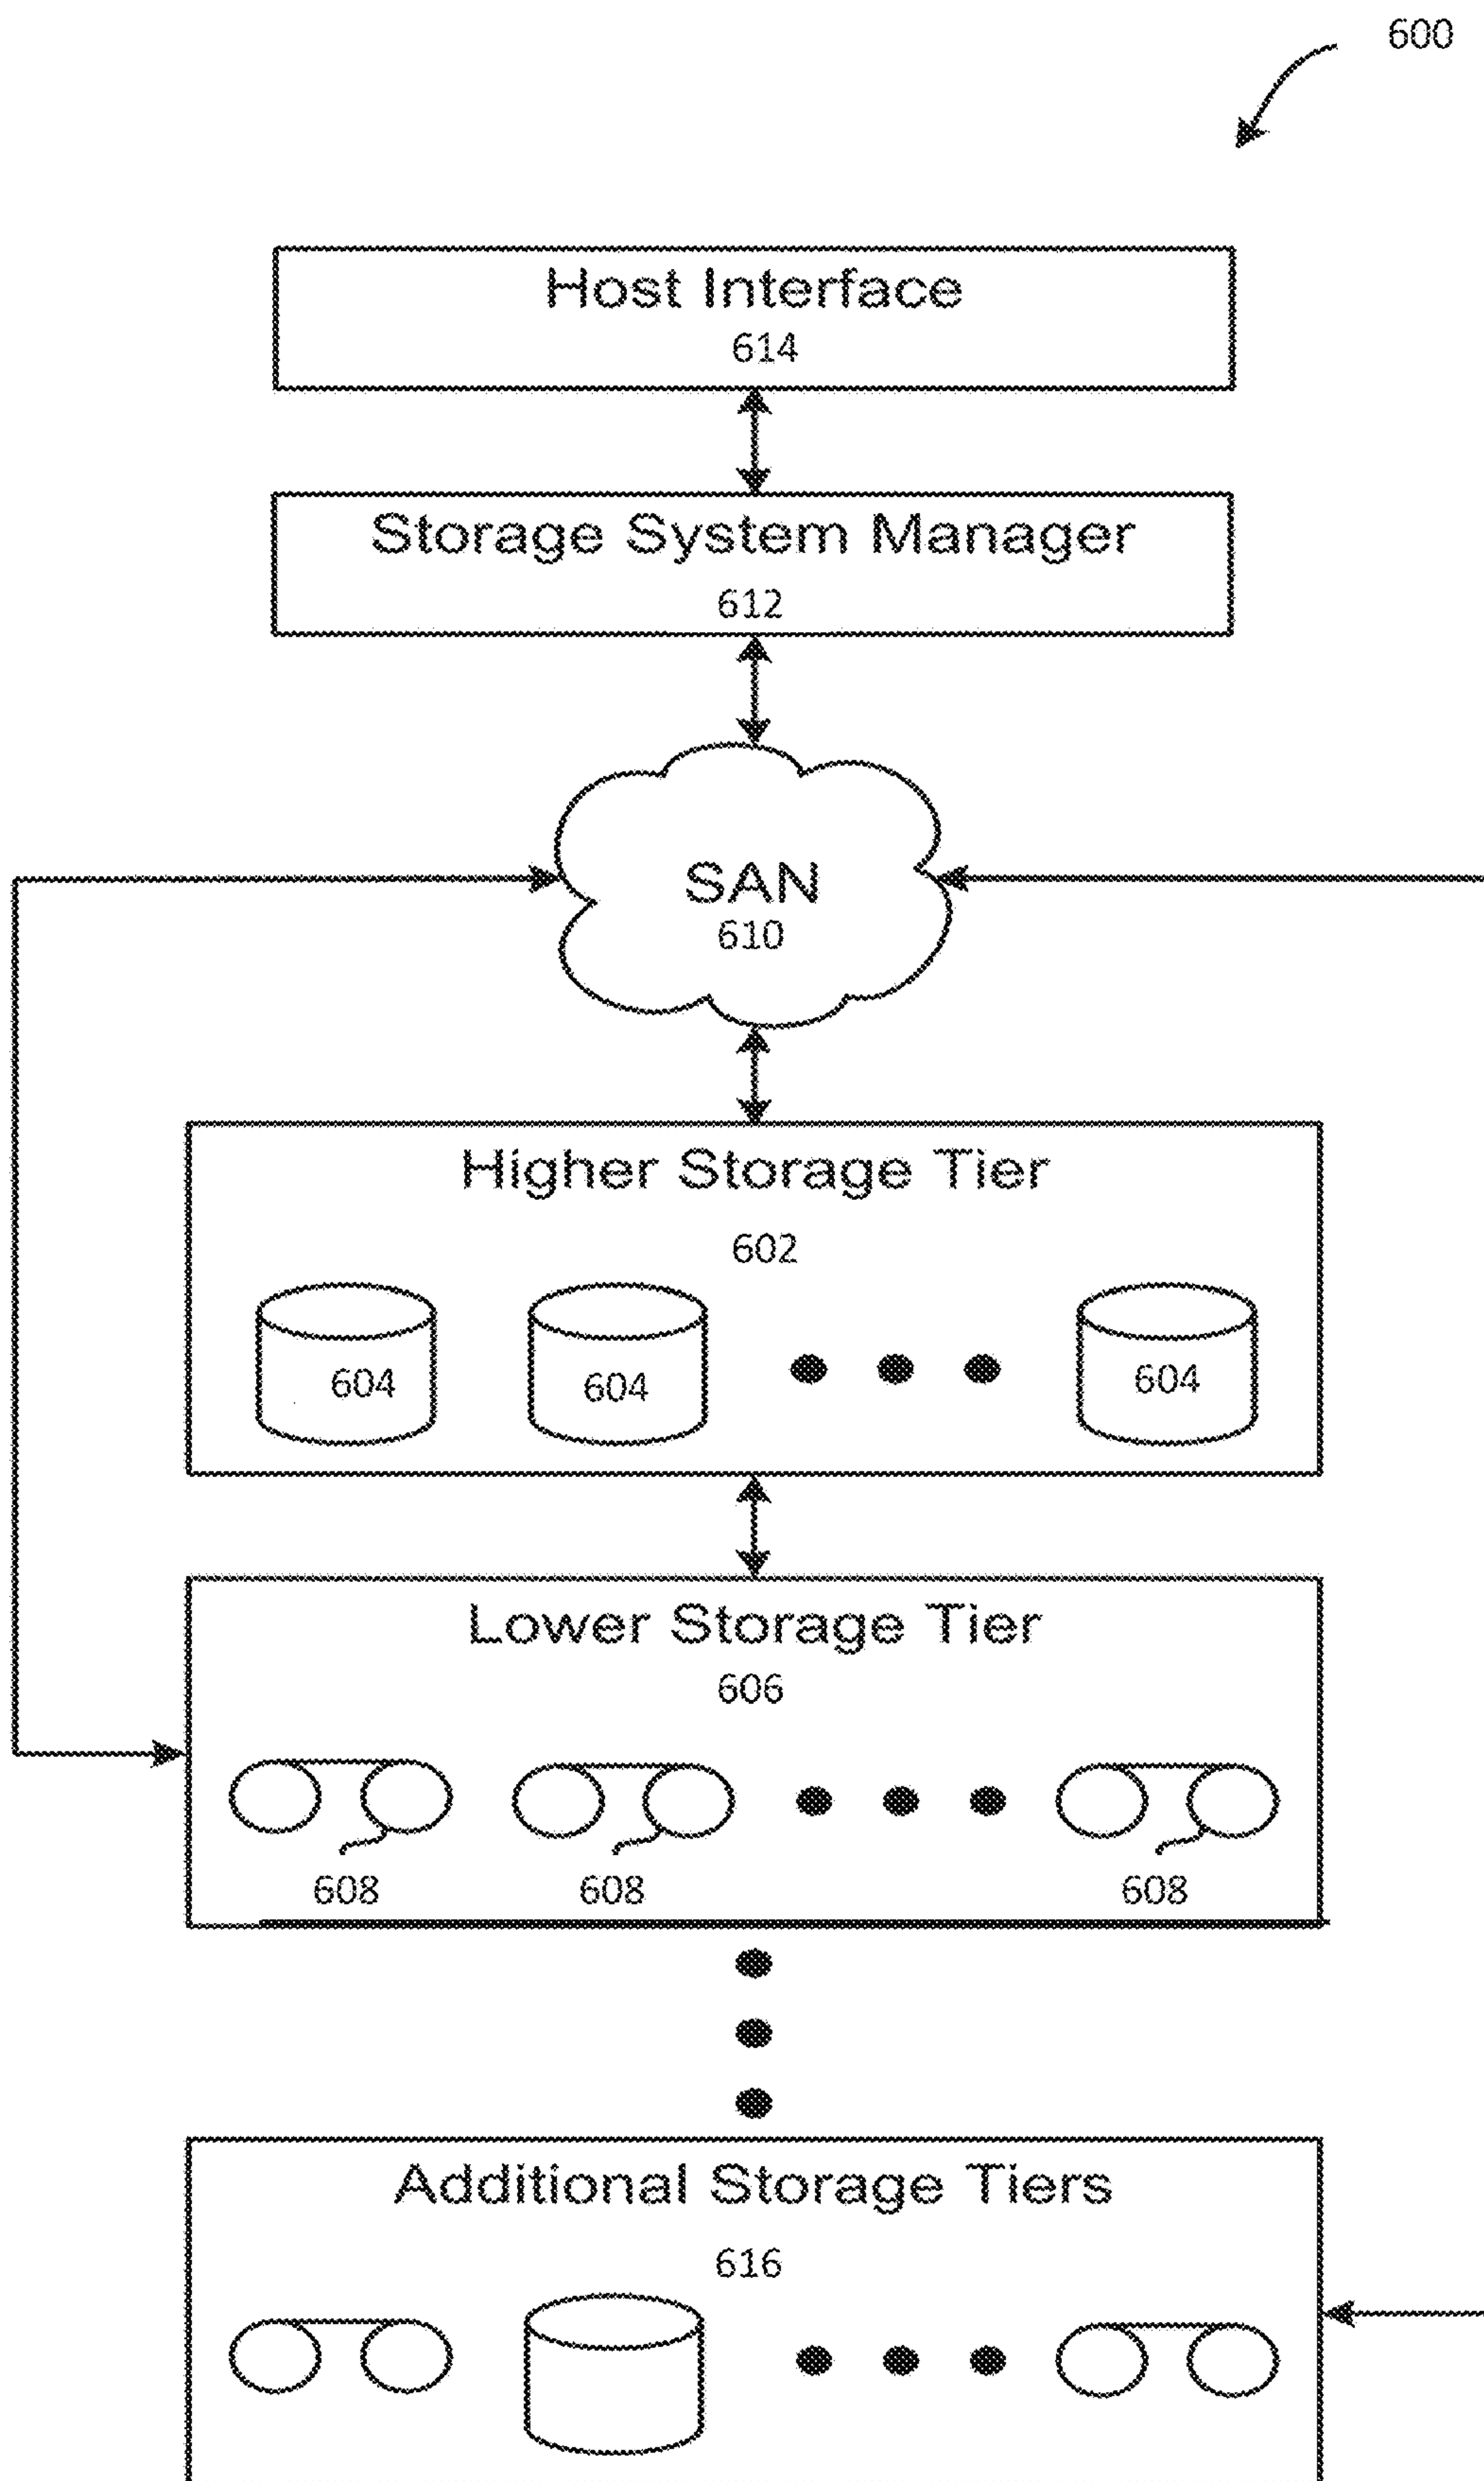 600
Host Interface
614
Storage System Manager
612
SAN
610
Higher Storage Tier
602
604 604 604
Lower Storage Tier
606
608 608 608
Additional Storage Tiers
616